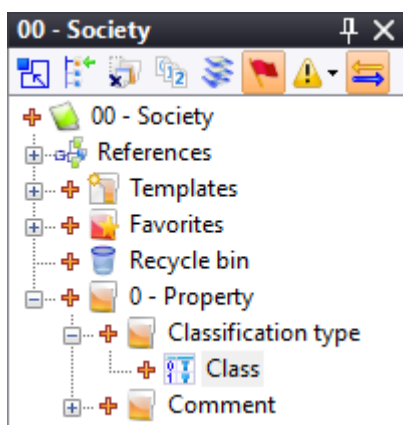 00 - Society
00 - Society
References
Templates
Favorites
Recycle bin
0 - Property
Classification type
Class
Comment